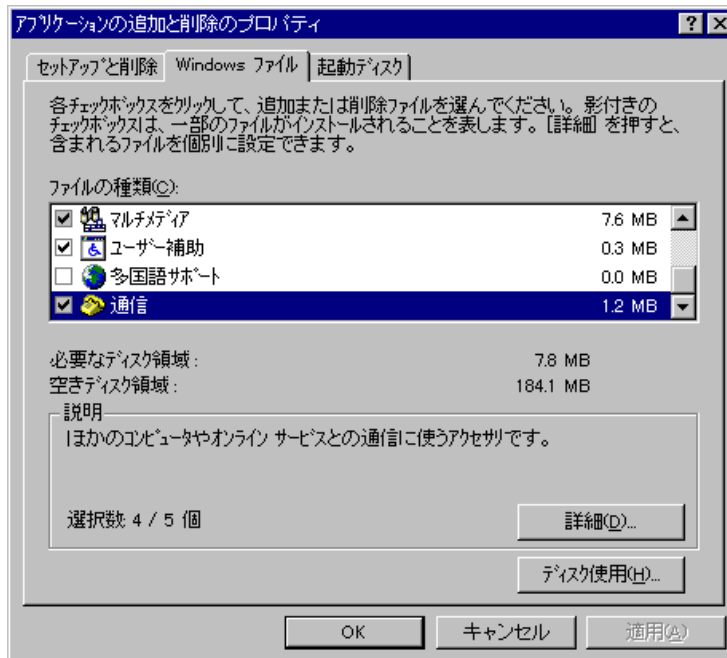 アプリケーションの追加と削除のプロパティ
セットアップと削除 Windows ファイル 起動ディスク
各チェックボックスをクリックして、追加または削除ファイルを選んでください。影付きの
チェックボックスは、一部のファイルがインストールされることを表します。[詳細] を押すと、
含まれるファイルを個別に設定できます。
ファイルの種類(C):
マルチメディア 7.6 MB
ユーザー補助 0.3 MB
多国語サポート 0.0 MB
通信 1.2 MB
必要なディスク領域: 7.8 MB
空きディスク領域: 184.1 MB
説明
ほかのコンピュータやオンライン サービスとの通信に使うアクセサリです。
選択数: 4 / 5 個
詳細(D)...
ディスク使用(H)...
OK キャンセル 適用(A)